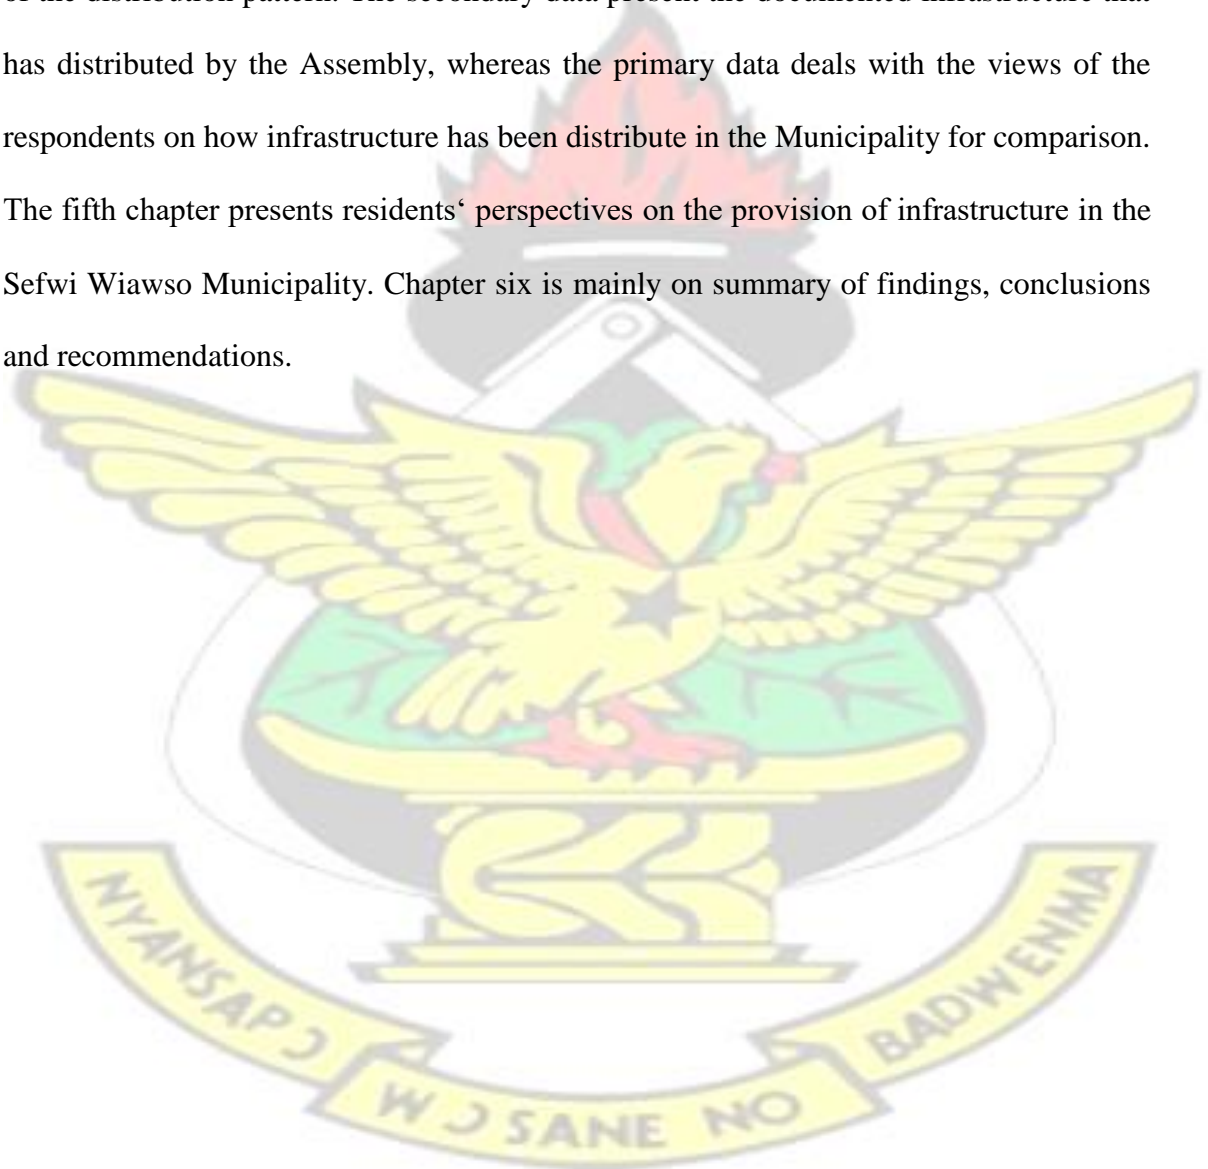 of the distribution pattern. The secondary data present the documented infrastructure that
has distributed by the Assembly, whereas the primary data deals with the views of the
respondents on how infrastructure has been distribute in the Municipality for comparison.
The fifth chapter presents residents‘ perspectives on the provision of infrastructure in the
Sefwi Wiawso Municipality. Chapter six is mainly on summary of findings, conclusions
and recommendations.
NYANSAPƆ WƆSANE NO BADWENMA